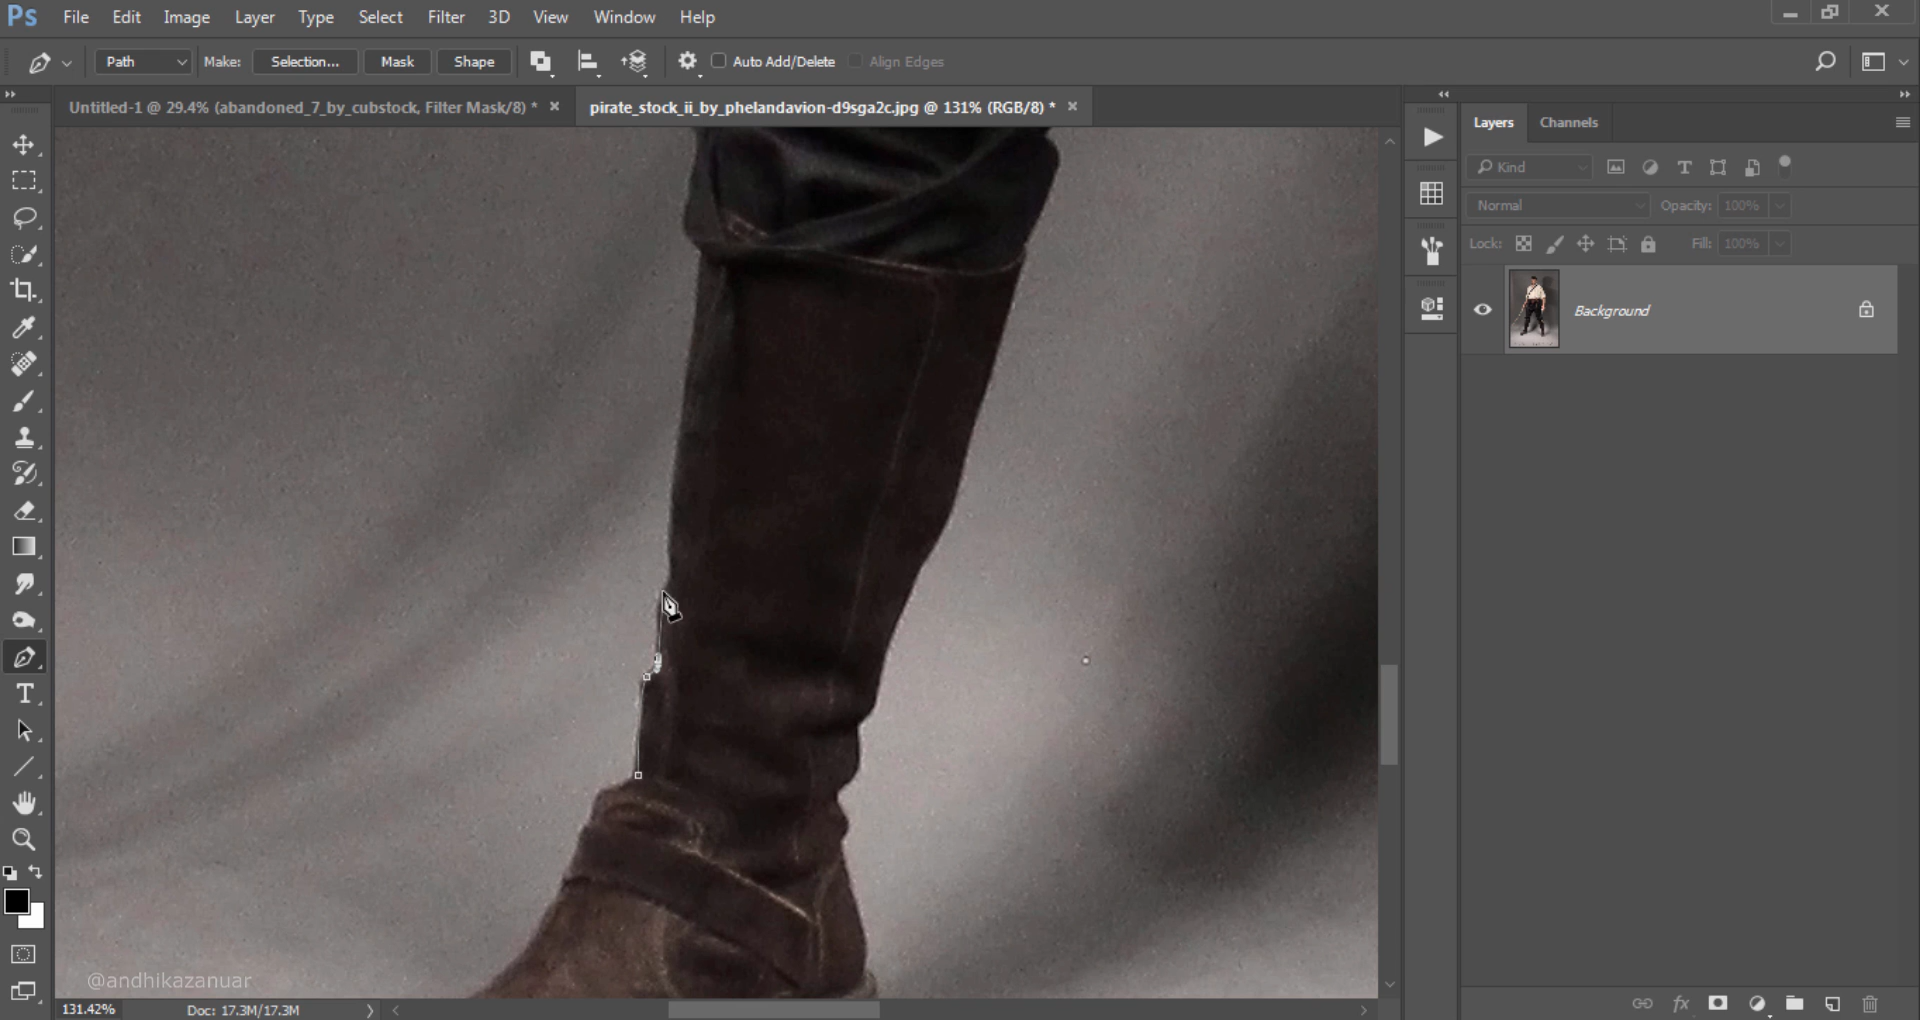 Ps File Edit Image Layer Type Select Filter 3D View Window Help
Path Make: Selection... Mask Shape Auto Add/Delete Align Edges
Untitled-1 @ 29.4% (abandoned_7_by_cubstock, Filter Mask/8) * pirate_stock_ii_by_phelandavion-d9sga2c.jpg @ 131% (RGB/8) *
Layers Channels
Kind
Normal Opacity: 100%
Lock: Fill: 100%
Background
@andhikazanuar
131.42% Doc: 17.3M/17.3M